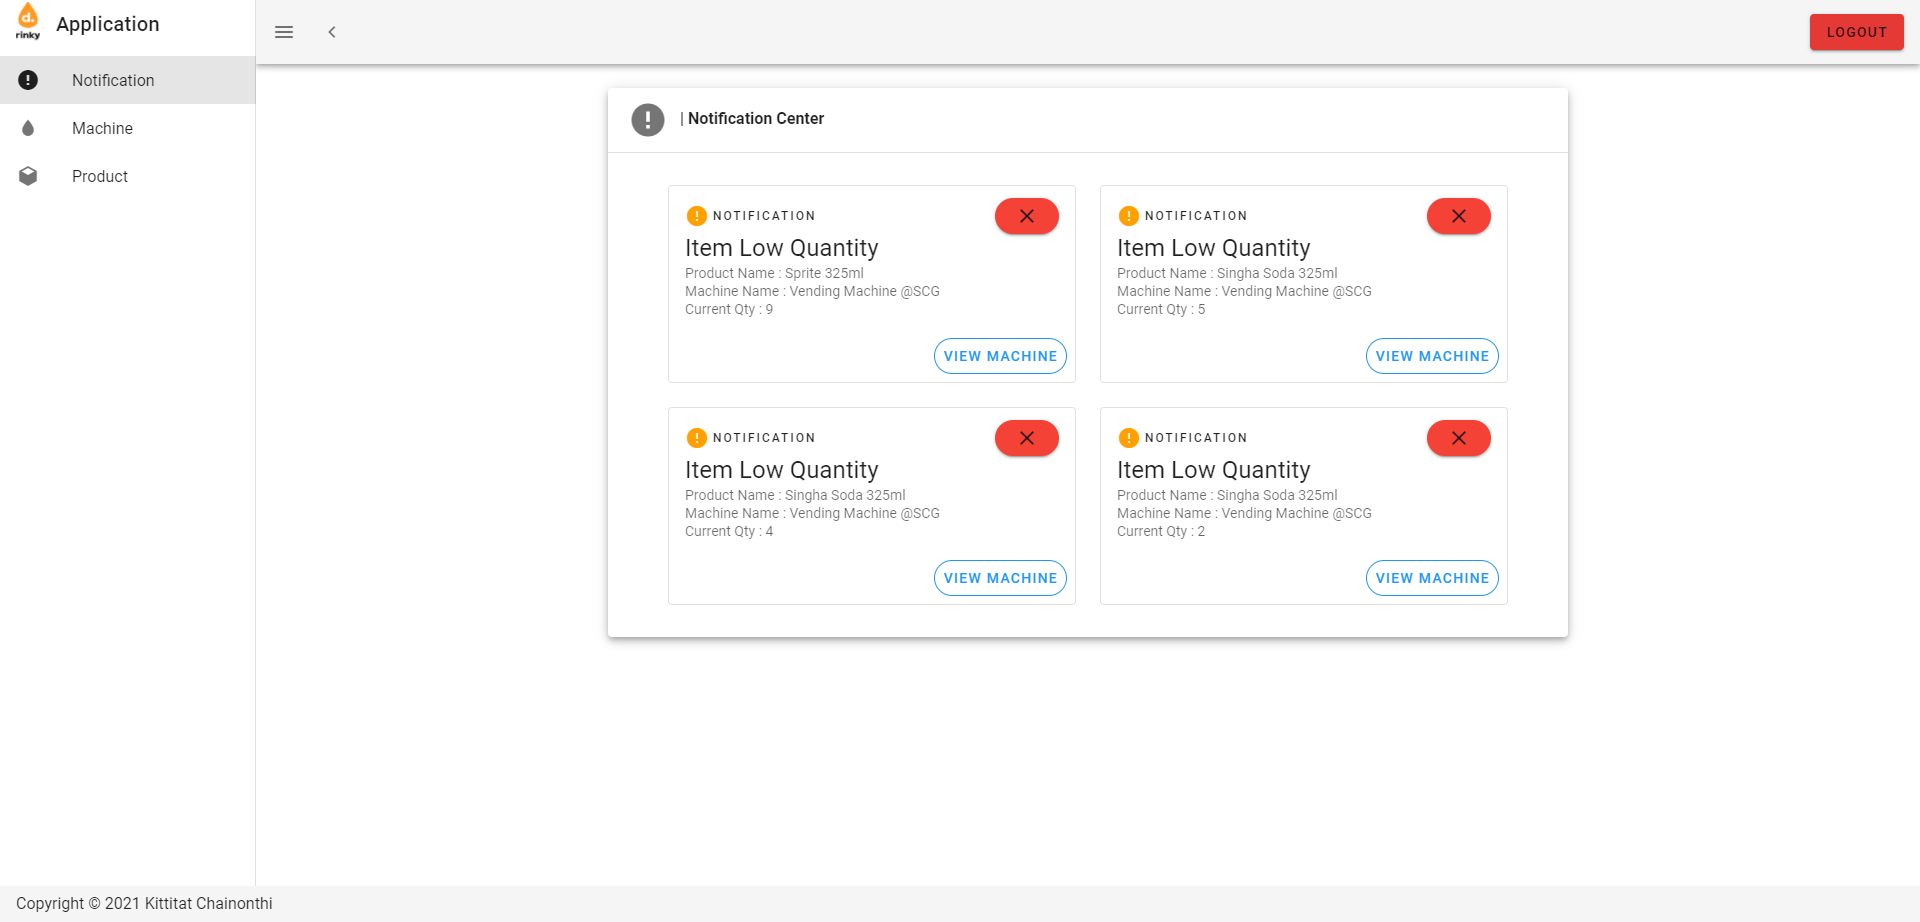 d.
rinky
Application
LOGOUT
Notification
Machine
Product
| Notification Center
NOTIFICATION
Item Low Quantity
Product Name : Sprite 325ml
Machine Name : Vending Machine @SCG
Current Qty : 9
VIEW MACHINE
NOTIFICATION
Item Low Quantity
Product Name : Singha Soda 325ml
Machine Name : Vending Machine @SCG
Current Qty : 5
VIEW MACHINE
NOTIFICATION
Item Low Quantity
Product Name : Singha Soda 325ml
Machine Name : Vending Machine @SCG
Current Qty : 4
VIEW MACHINE
NOTIFICATION
Item Low Quantity
Product Name : Singha Soda 325ml
Machine Name : Vending Machine @SCG
Current Qty : 2
VIEW MACHINE
Copyright © 2021 Kittitat Chainonthi